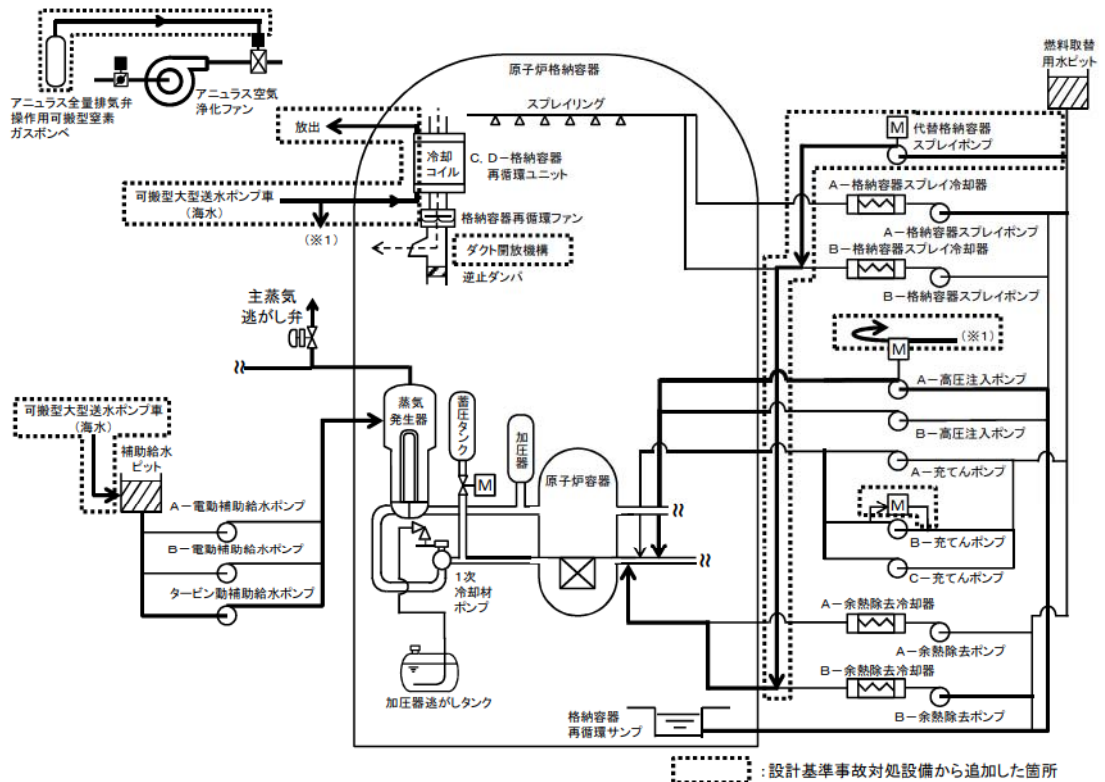 アニュラス全量排気弁
操作用可搬型窒素
ガスボンベ
アニュラス空気
浄化ファン
原子炉格納容器
スプレイリング
放出
冷却
コイル
C,D-格納容器
再循環ユニット
可搬型大型送水ポンプ車
(海水)
(※1)
格納容器再循環ファン
ダクト開放機構
逆止ダンパ
燃料取替
用水ピット
M
代替格納容器
スプレイポンプ
A-格納容器スプレイ冷却器
A-格納容器スプレイポンプ
B-格納容器スプレイ冷却器
B-格納容器スプレイポンプ
(※1)
M
A-高圧注入ポンプ
B-高圧注入ポンプ
A-充てんポンプ
M
B-充てんポンプ
C-充てんポンプ
A-余熱除去冷却器
A-余熱除去ポンプ
B-余熱除去冷却器
B-余熱除去ポンプ
主蒸気
逃がし弁
可搬型大型送水ポンプ車
(海水)
補助給水
ピット
A-電動補助給水ポンプ
B-電動補助給水ポンプ
タービン動補助給水ポンプ
蒸気
発生器
蓄圧タンク
M
加圧器
原子炉容器
1次
冷却材
ポンプ
加圧器逃がしタンク
格納容器
再循環サンプ
:設計基準事故対処設備から追加した箇所